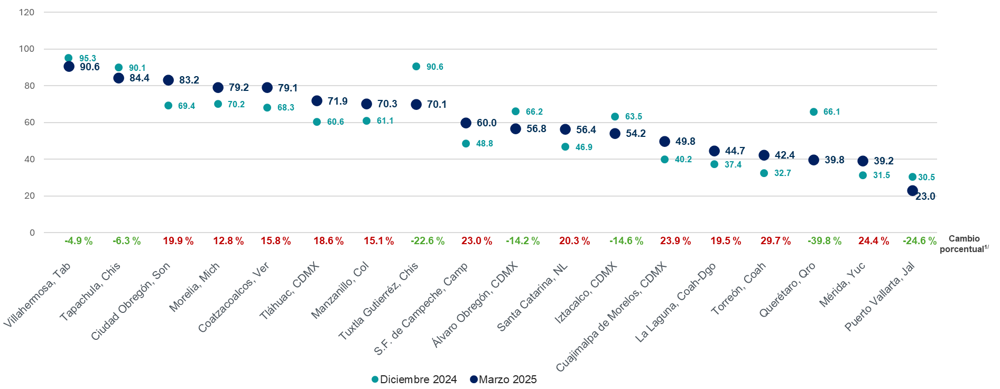 120
100
80
60
40
20
0
95.3
90.6
90.1
84.4
83.2
69.4
79.2
70.2
79.1
68.3
71.9
60.6
70.3
61.1
90.6
70.1
60.0
48.8
66.2
56.8
56.4
46.9
63.5
54.2
49.8
40.2
44.7
37.4
42.4
32.7
66.1
39.8
39.2
31.5
30.5
23.0
-4.9 %
-6.3 %
19.9 %
12.8 %
15.8 %
18.6 %
15.1 %
-22.6 %
23.0 %
-14.2 %
20.3 %
-14.6 %
23.9 %
19.5 %
29.7 %
-39.8 %
24.4 %
-24.6 %
Cambio
porcentual1/
Villahermosa, Tab
Tapachula, Chis
Ciudad Obregón, Son
Morelia, Mich
Coatzacoalcos, Ver
Tláhuac, CDMX
Manzanillo, Col
Tuxtla Gutierréz, Chis
S.F. de Campeche, Camp
Álvaro Obregón, CDMX
Santa Catarina, NL
Iztacalco, CDMX
Cuajimalpa de Morelos, CDMX
La Laguna, Coah-Dgo
Torreón, Coah
Querétaro, Qro
Mérida, Yuc
Puerto Vallarta, Jal
Diciembre 2024
Marzo 2025